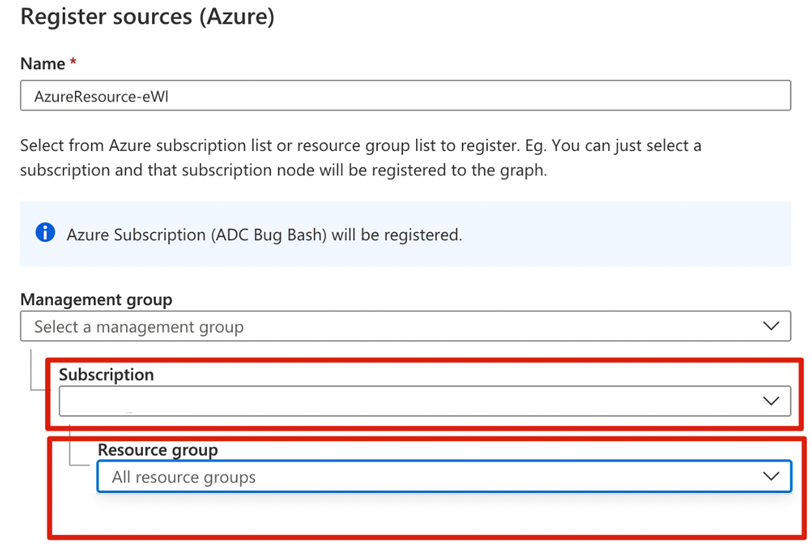 Register sources (Azure)
Name *
AzureResource-eWl
Select from Azure subscription list or resource group list to register. Eg. You can just select a
subscription and that subscription node will be registered to the graph.
Azure Subscription (ADC Bug Bash) will be registered.
Management group
Select a management group
Subscription
Resource group
All resource groups